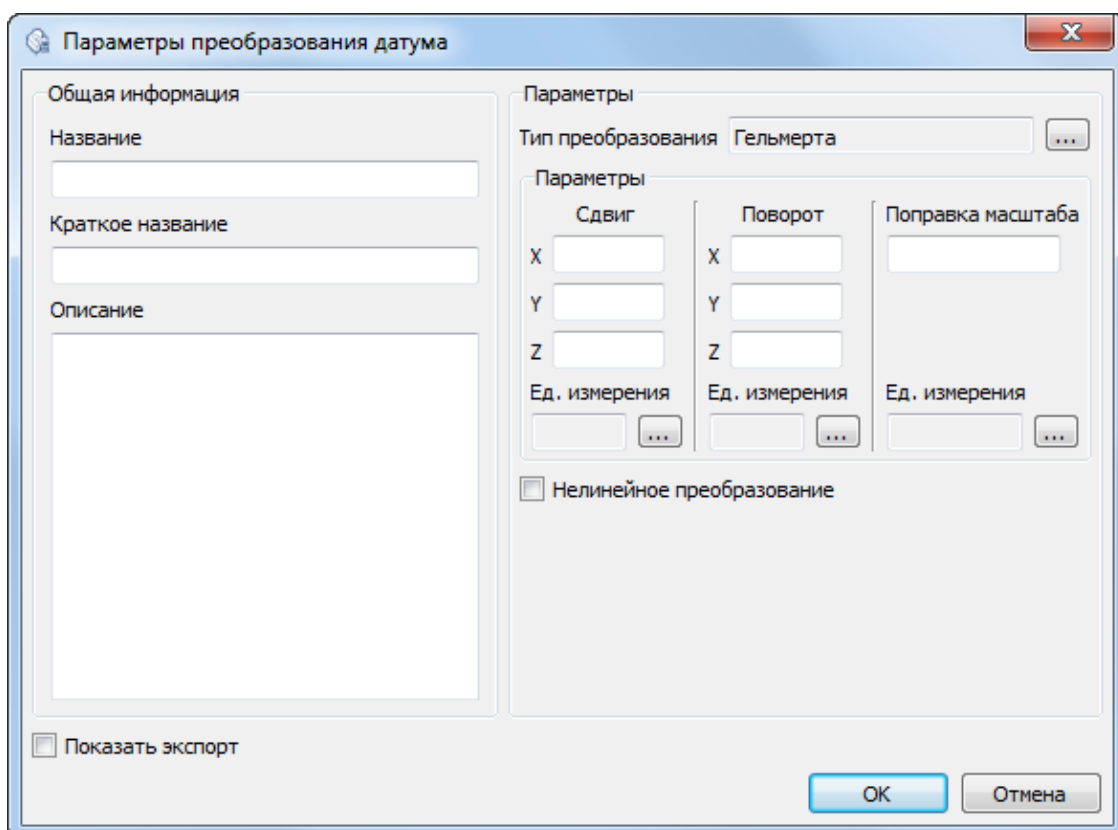 Параметры преобразования датума
Общая информация
Название
Краткое название
Описание
Параметры
Тип преобразования Гельмерта ...
Параметры
Сдвиг Поворот Поправка масштаба
X X
Y Y
Z Z
Ед. измерения Ед. измерения Ед. измерения
... ... ...
Нелинейное преобразование
Показать экспорт
OK Отмена